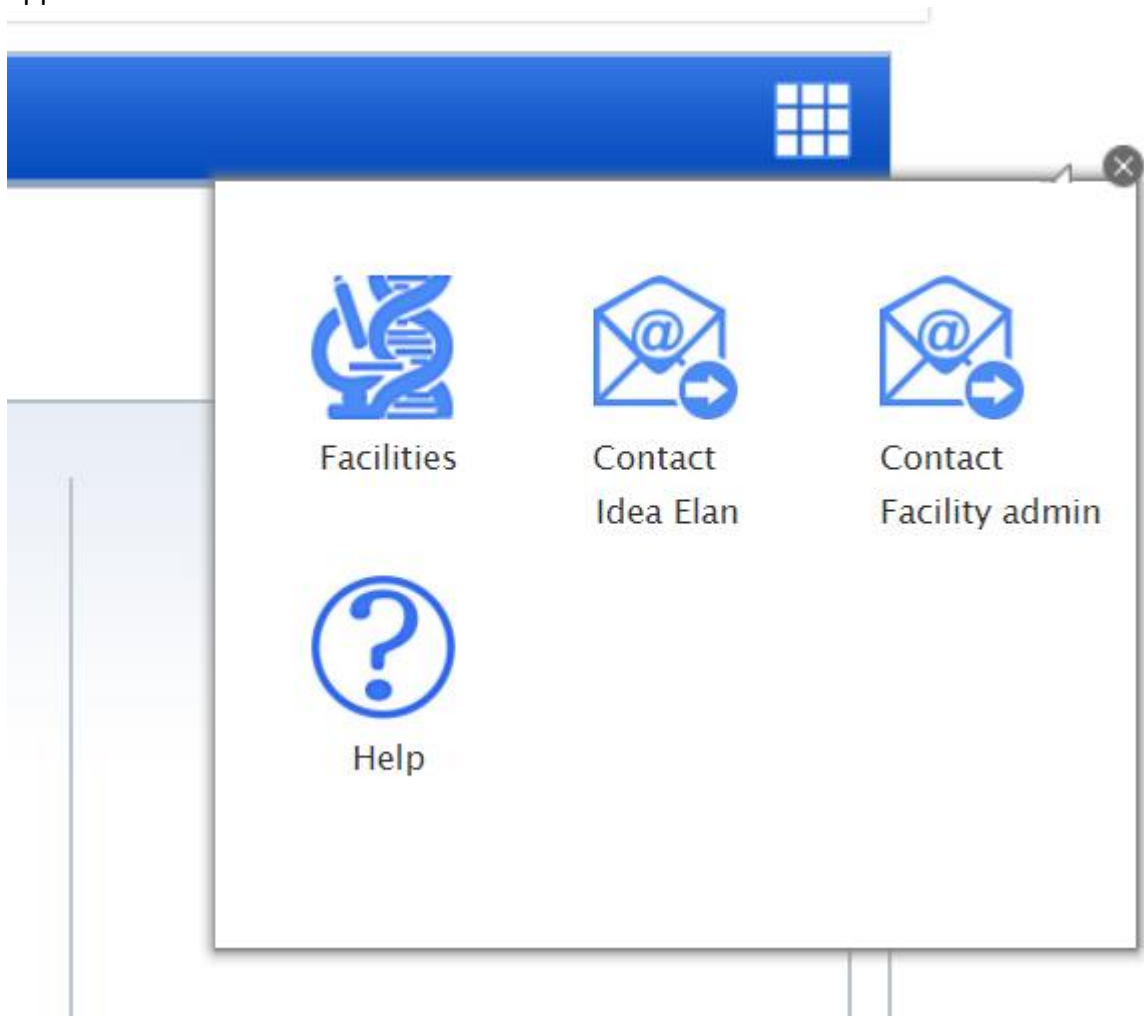 Facilities
Contact
Idea Elan
Contact
Facility admin
Help